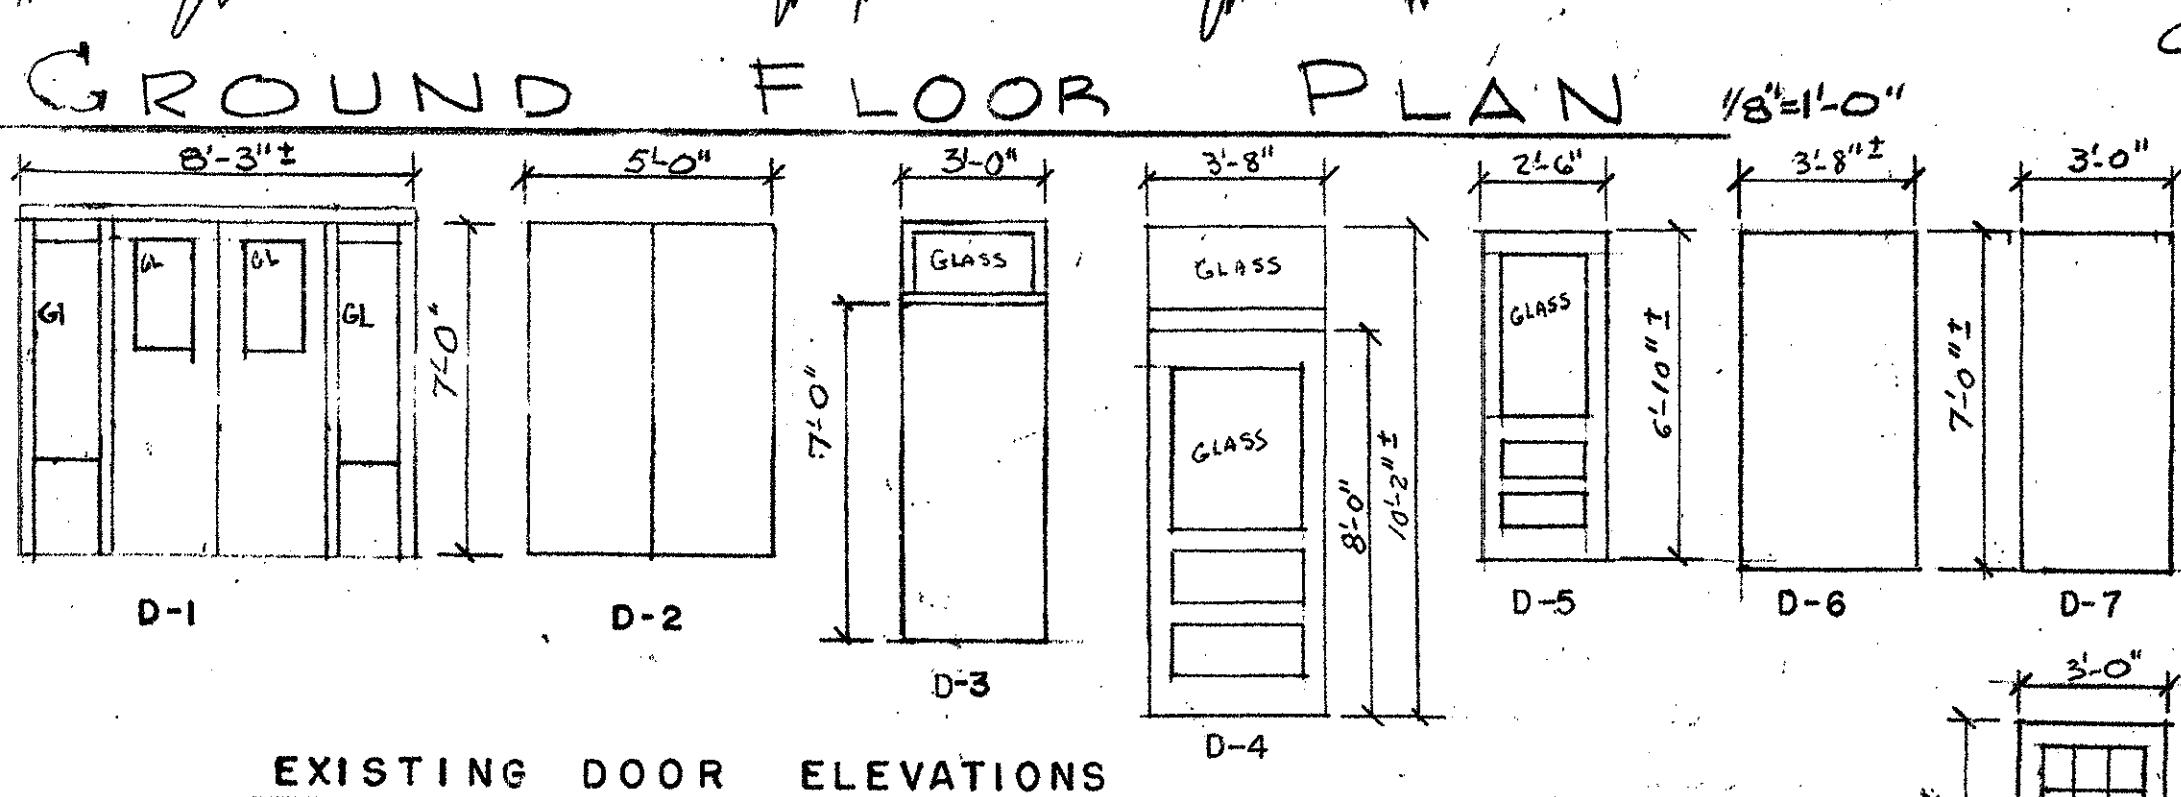 GROUND FLOOR PLAN 1/8"=1'-0"
8'-3"± 5'-0" 3'-0" 3'-8" 2'-6" 3'-8"± 3'-0"
GL GL GLASS GLASS
GL GL 7'-0" GLASS 6'-10"± 7'-0"±
7'-0" GLASS 8'-0" 10'-2"±
D-1 D-2 D-3 D-4 D-5 D-6 D-7
3'-0"
EXISTING DOOR ELEVATIONS